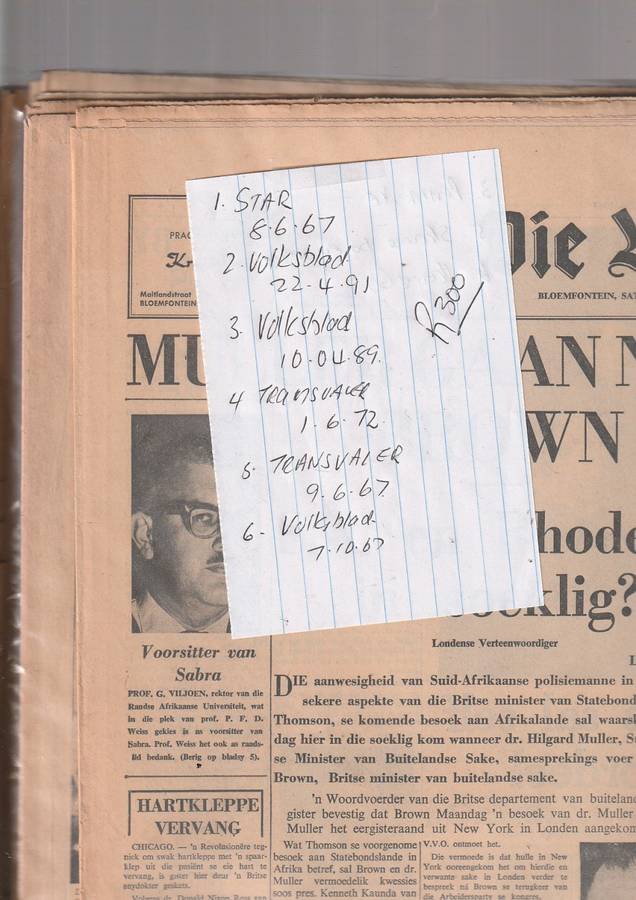 1. STAR
8.6.67
2. Volksblad
22.4.91
3. Volksblad
10.04.89.
4 TRANSVALER
1.6.72
5. TRANSVALER
9.6.67
6- Volksblad
7.10.67
R300
PRAG
Maitlandstraat
BLOEMFONTEIN
Die
BLOEMFONTEIN, SAT
MU AN N
WN
hode
klig?
Londense Verteenwoordiger
Voorsitter van
Sabra
PROF. G. VILJOEN, rektor van die
Randse Afrikaanse Universiteit, wat
in die plek van prof. P. F. D.
Weiss gekies is as voorsitter van
Sabra. Prof. Weiss het ook as raads-
lid bedank. (Berig op bladsy 5).
HARTKLEPPE
VERVANG
CHICAGO. — 'n Revolusionêre teg-
niek om swak hartkleppe met 'n spaar-
klep uit die pasiënt se eie hart te
vervang, is gister hier deur 'n Britse
snydokter geskets.
DIE aanwesigheid van Suid-Afrikaanse polisiemanne in
sekere aspekte van die Britse minister van Statebond
Thomson, se komende besoek aan Afrikalande sal waarsk
dag hier in die soeklig kom wanneer dr. Hilgard Muller, S
se Minister van Buitelandse Sake, samesprekings voer
Brown, Britse minister van buitelandse sake.
'n Woordvoerder van die Britse departement van buitelan
gister bevestig dat Brown Maandag 'n besoek van dr. Muller
Muller het eergisteraand uit New York in Londen aangekom
Wat Thomson se voorgenome
besoek aan Statebondslande in
Afrika betref, sal Brown en dr.
Muller vermoedelik kwessies
soos pres. Kenneth Kaunda van
V.V.O. ontmoet het.
Die vermoede is dat hulle in New
York ooreengekom het om hierdie en
verwante sake in Londen verder te
bespreek ná Brown se terugkoer van
die Arbeidersparty se kongres.